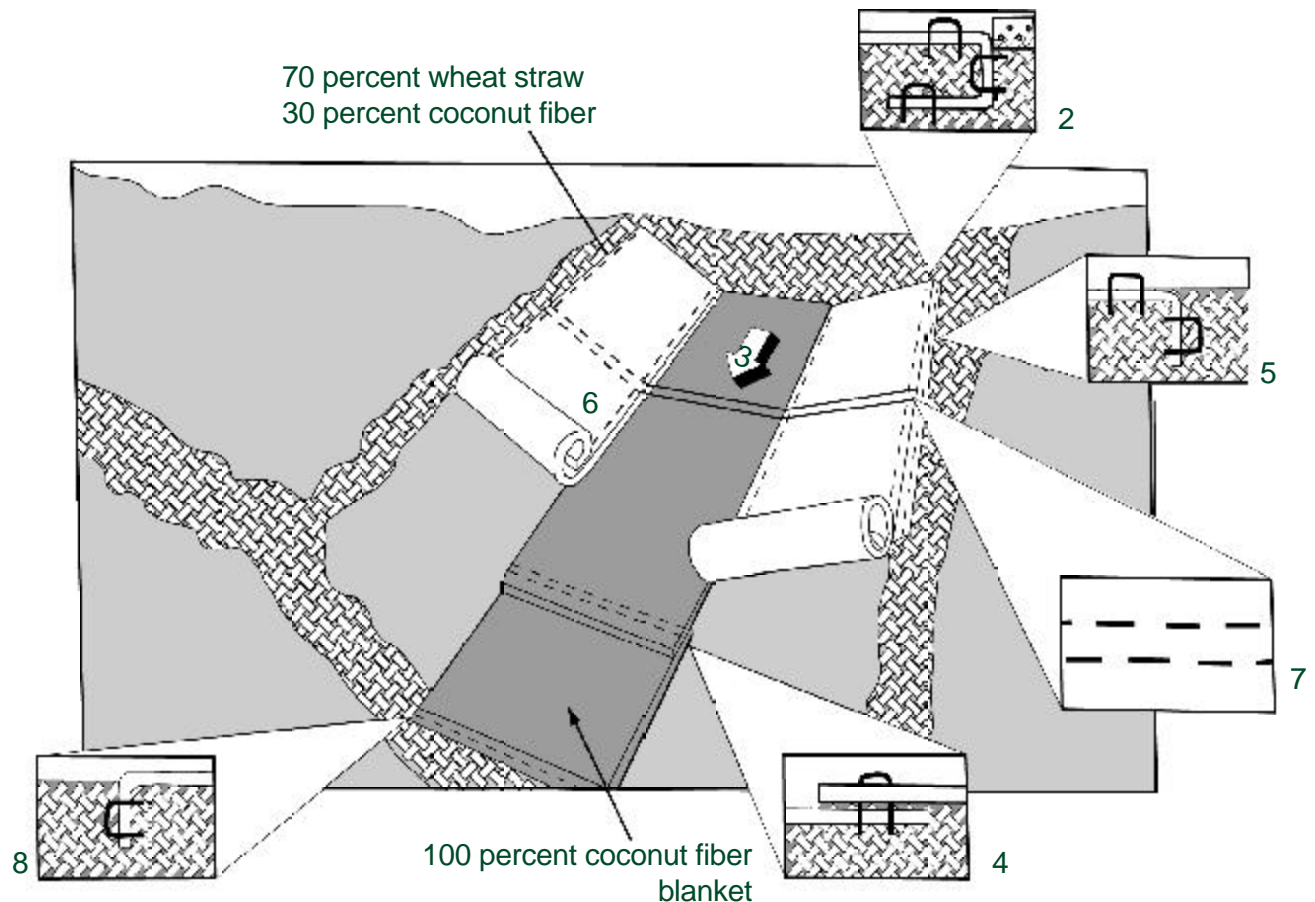 70 percent wheat straw
30 percent coconut fiber
2
5
3
6
7
8
100 percent coconut fiber
blanket
4